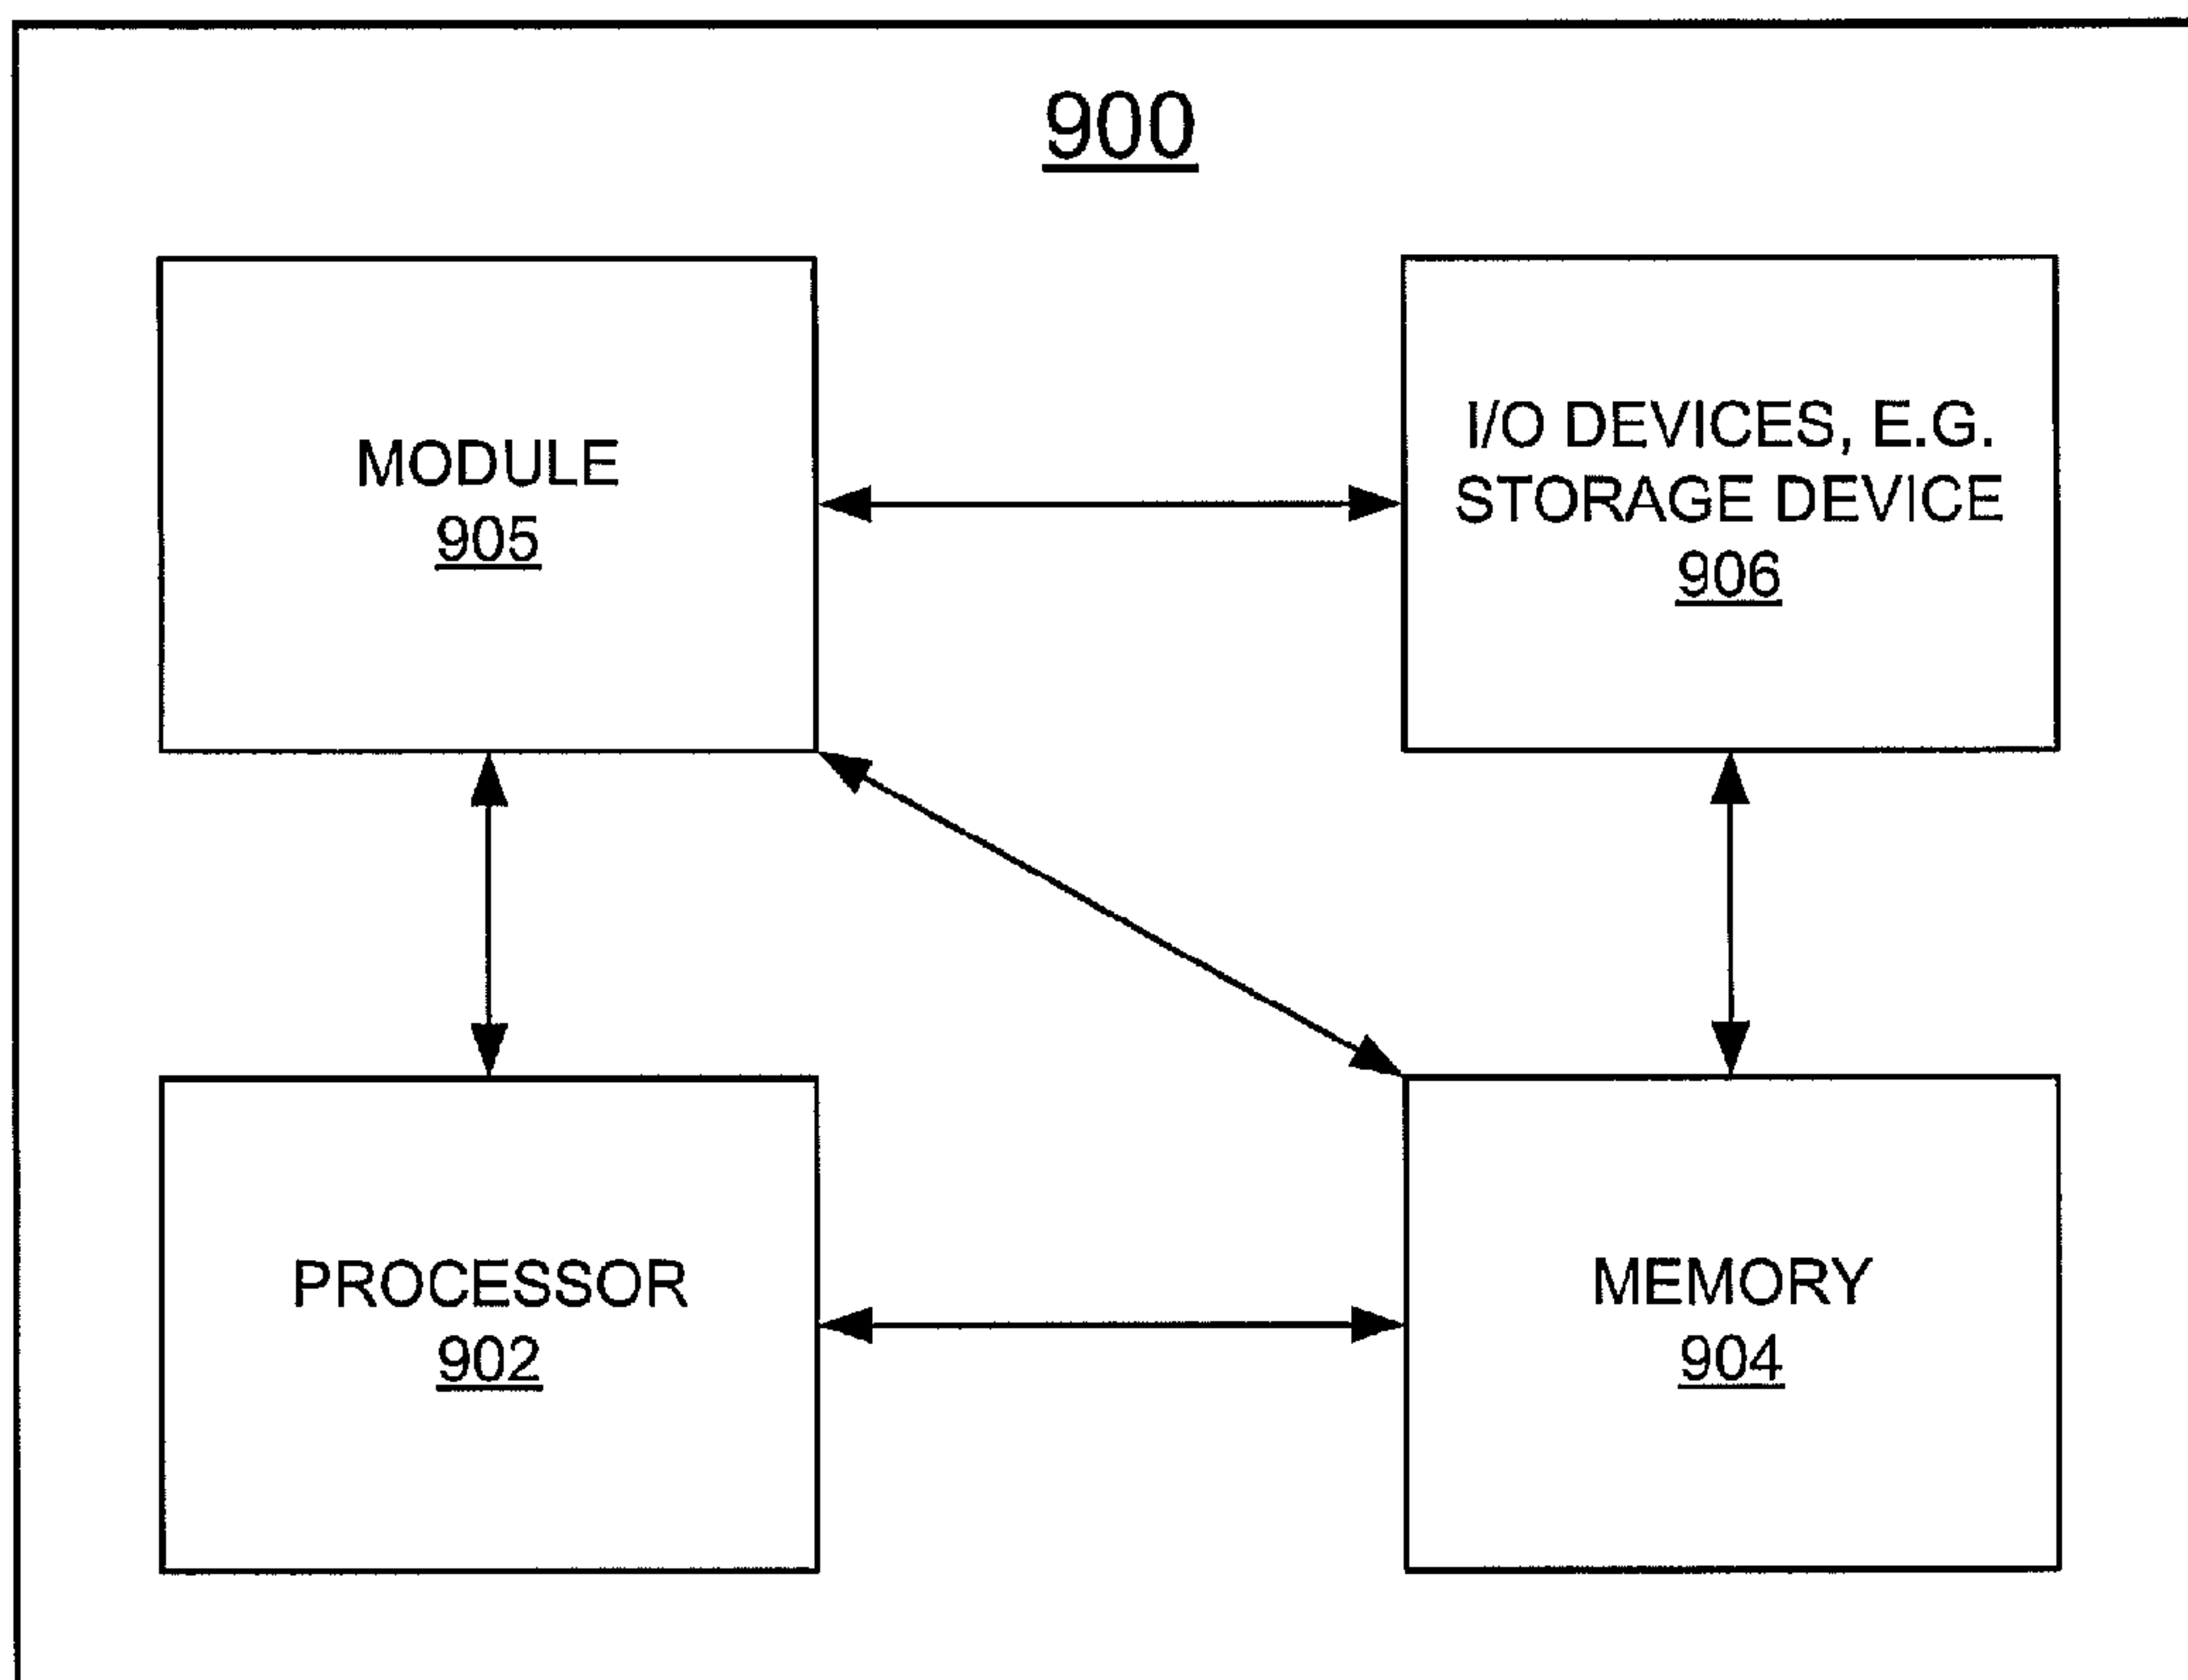 900
MODULE
905
I/O DEVICES, E.G.
STORAGE DEVICE
906
PROCESSOR
902
MEMORY
904